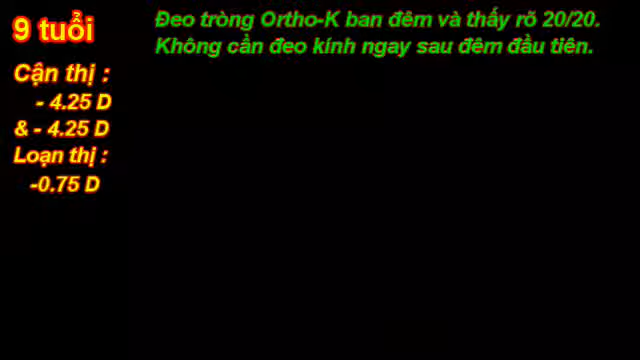 9 tuổi
Cận thị :
- 4.25 D
& - 4.25 D
Loạn thị :
-0.75 D
Đeo tròng Ortho-K ban đêm và thấy rõ 20/20.
Không cần đeo kính ngay sau đêm đầu tiên.